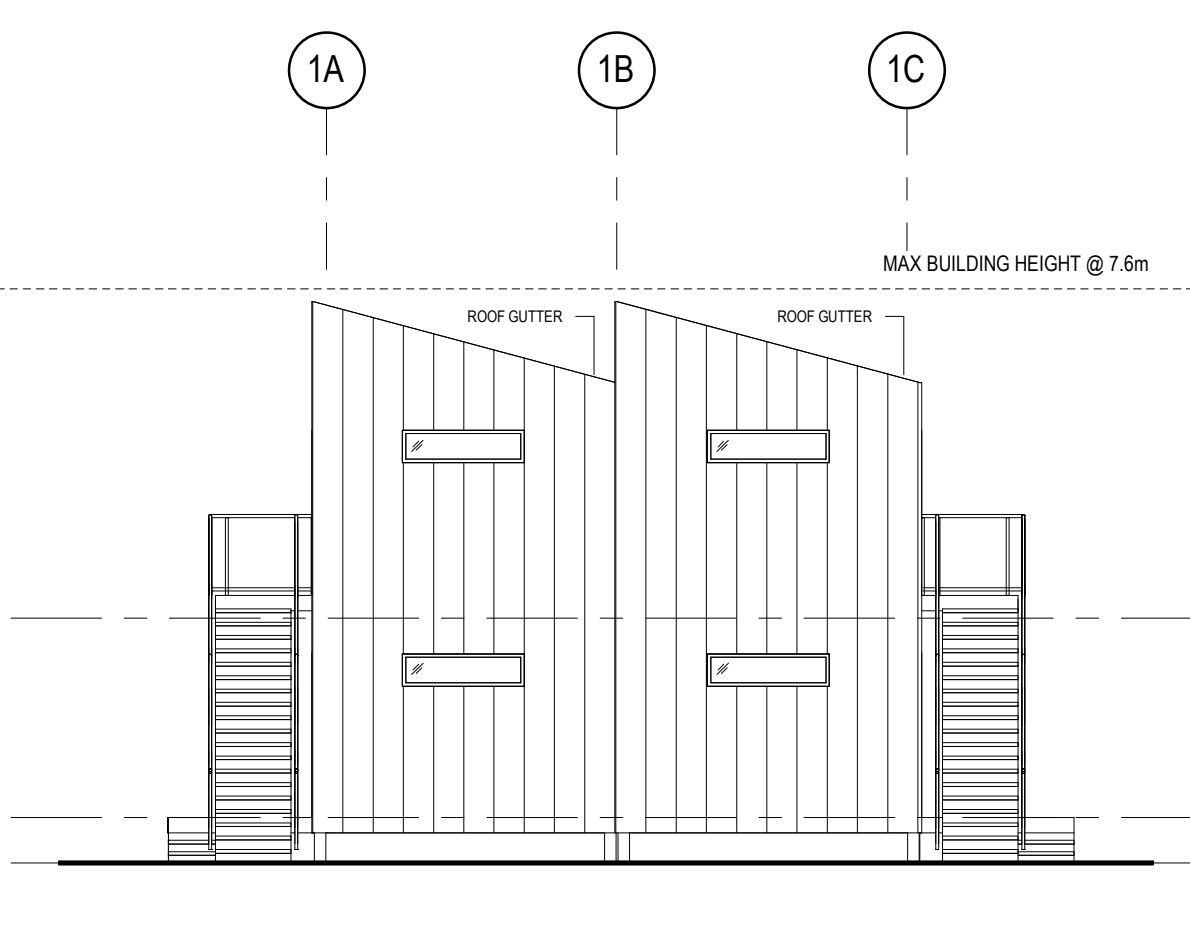 1A
1B
1C
MAX BUILDING HEIGHT @ 7.6m
ROOF GUTTER
ROOF GUTTER